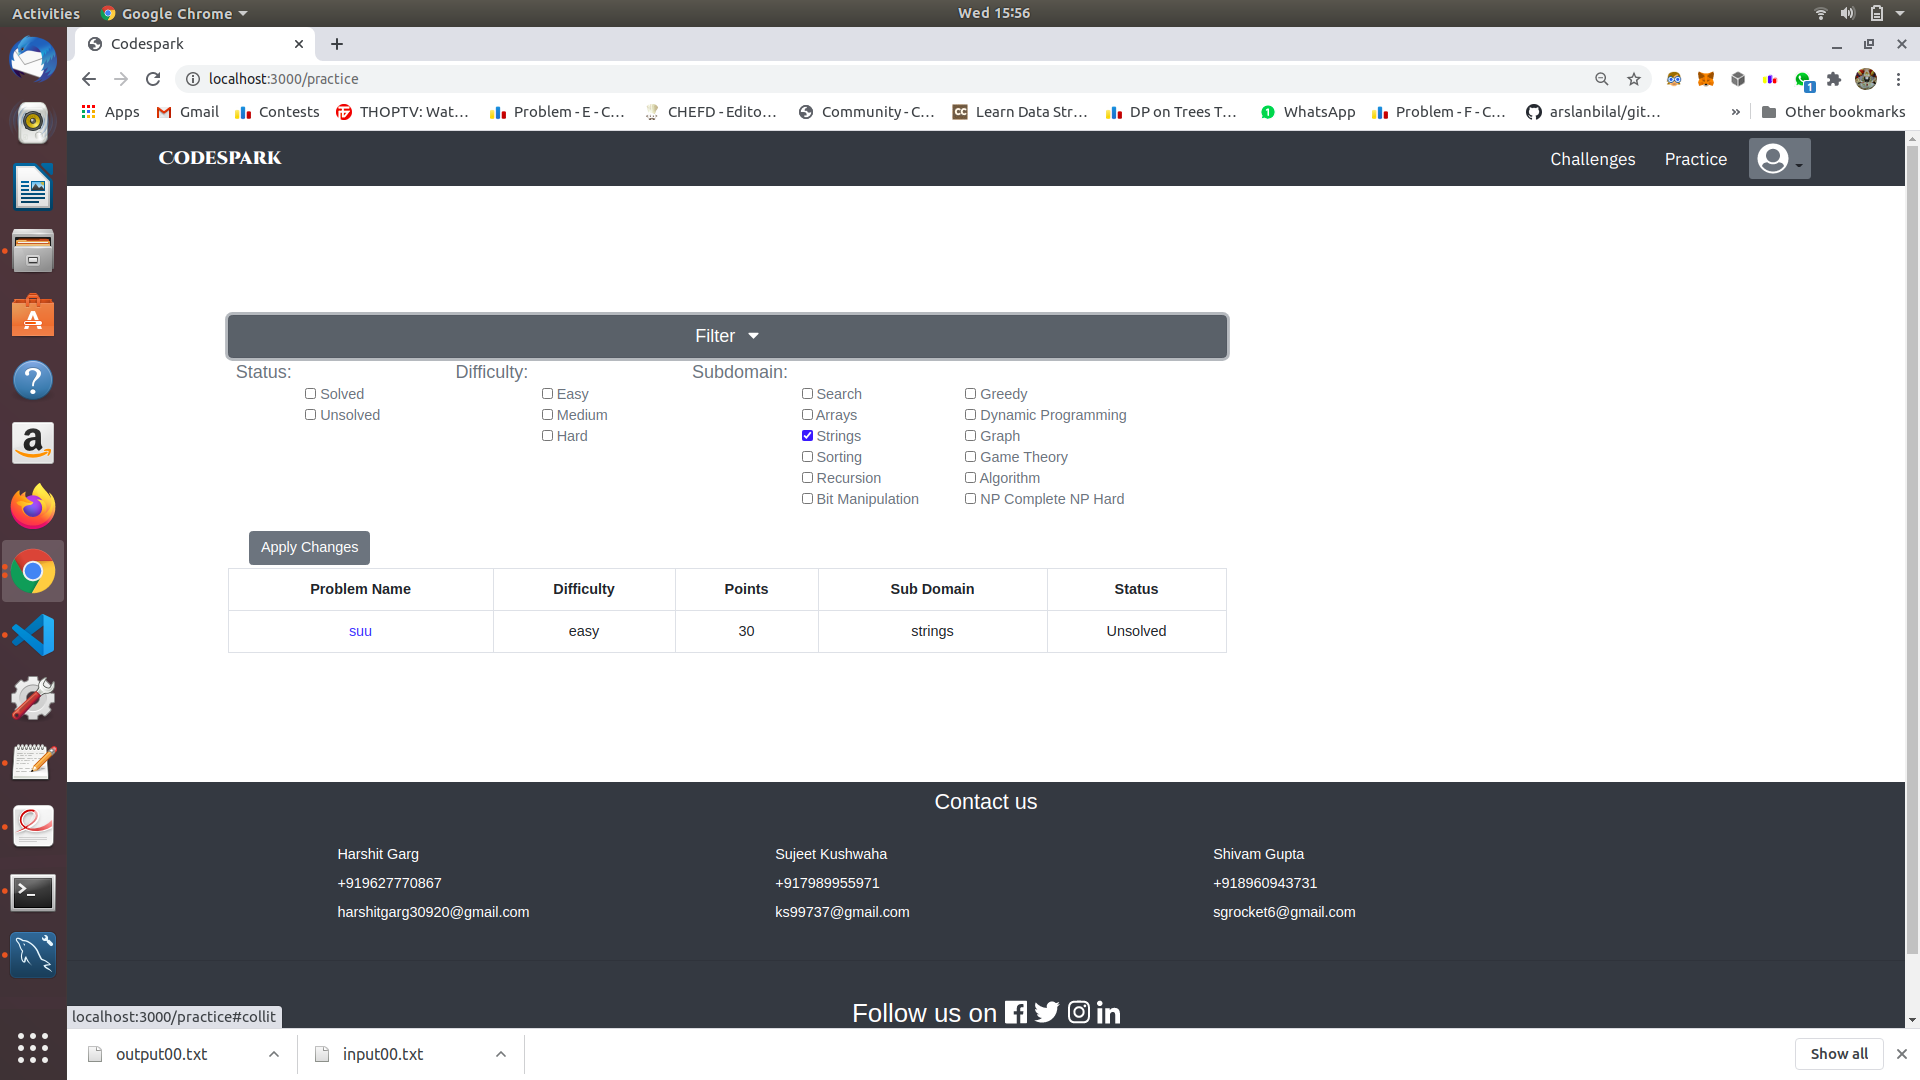 Activities Google Chrome Wed 15:56
Codespark
localhost:3000/practice 1
Apps Gmail Contests THOPTV: Wat... Problem - E - C... CHEFD - Edito... Community - C... CC Learn Data Str... DP on Trees T... 1 WhatsApp Problem - F - C... arslanbilal/git... » Other bookmarks
CODESPARK Challenges Practice
Filter
Status: Difficulty: Subdomain:
Solved Easy Search Greedy
Unsolved Medium Arrays Dynamic Programming
Hard Strings Graph
Sorting Game Theory
Recursion Algorithm
Bit Manipulation NP Complete NP Hard
Apply Changes
Problem Name Difficulty Points Sub Domain Status
suu easy 30 strings Unsolved
Contact us
Harshit Garg Sujeet Kushwaha Shivam Gupta
+919627770867 +917989955971 +918960943731
harshitgarg30920@gmail.com ks99737@gmail.com sgrocket6@gmail.com
Follow us on
localhost:3000/practice#collit
output00.txt input00.txt Show all